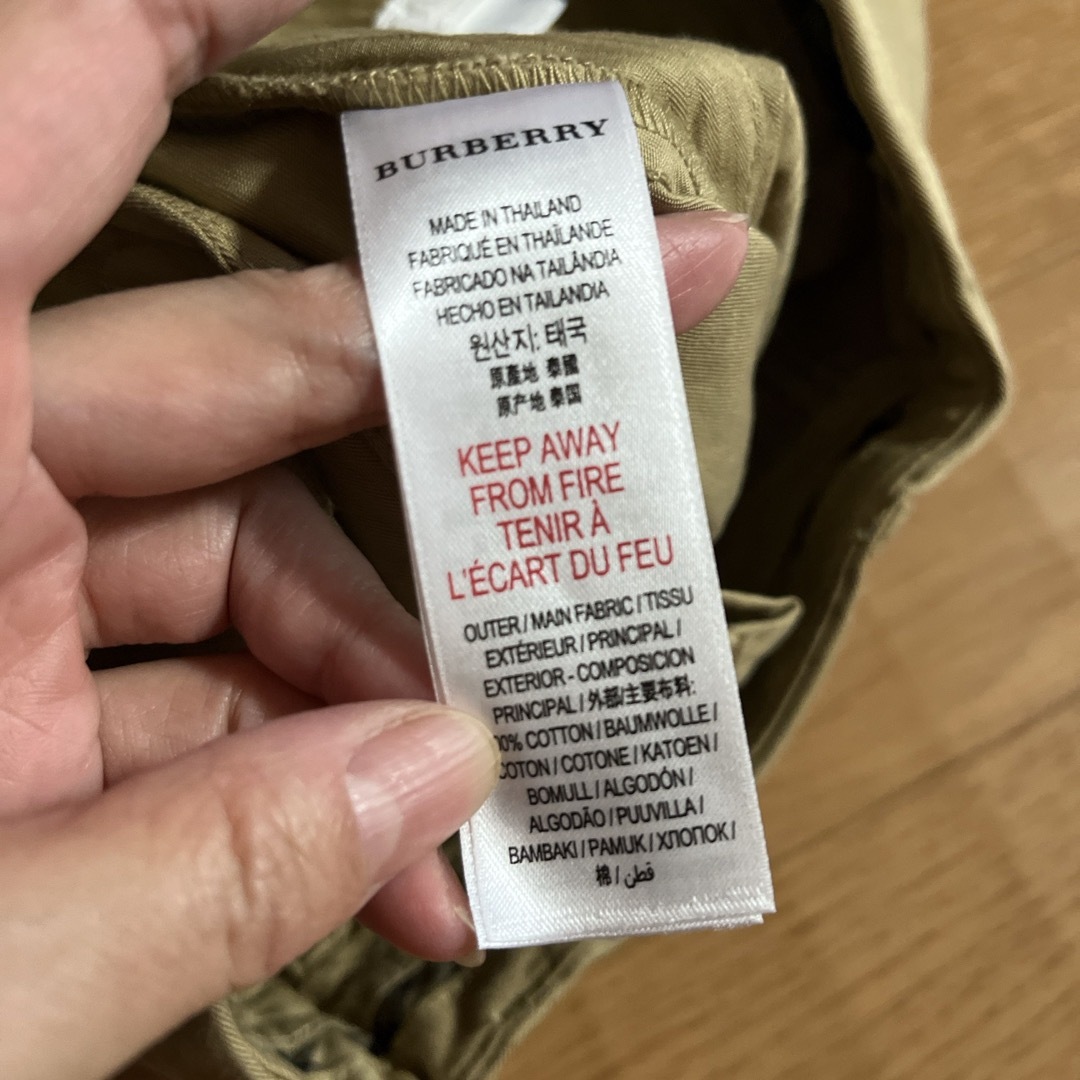 BURBERRY
MADE IN THAILAND
FABRIQUÉ EN THAÏLANDE
FABRICADO NA TAILÂNDIA
HECHO EN TAILANDIA
원산지: 태국
原產地 泰國
原产地 泰国
KEEP AWAY
FROM FIRE
TENIR À
L'ÉCART DU FEU
OUTER / MAIN FABRIC / TISSU
EXTÉRIEUR / PRINCIPAL /
EXTERIOR - COMPOSICION
PRINCIPAL / 外部/主要布料:
COTTON / BAUMWOLLE /
COTON / COTONE / KATOEN /
BOMULL / ALGODÓN /
ALGODÃO / PUUVILLA /
BAMBAKI / PAMUK / ХЛОПОК /
棉 / قطن